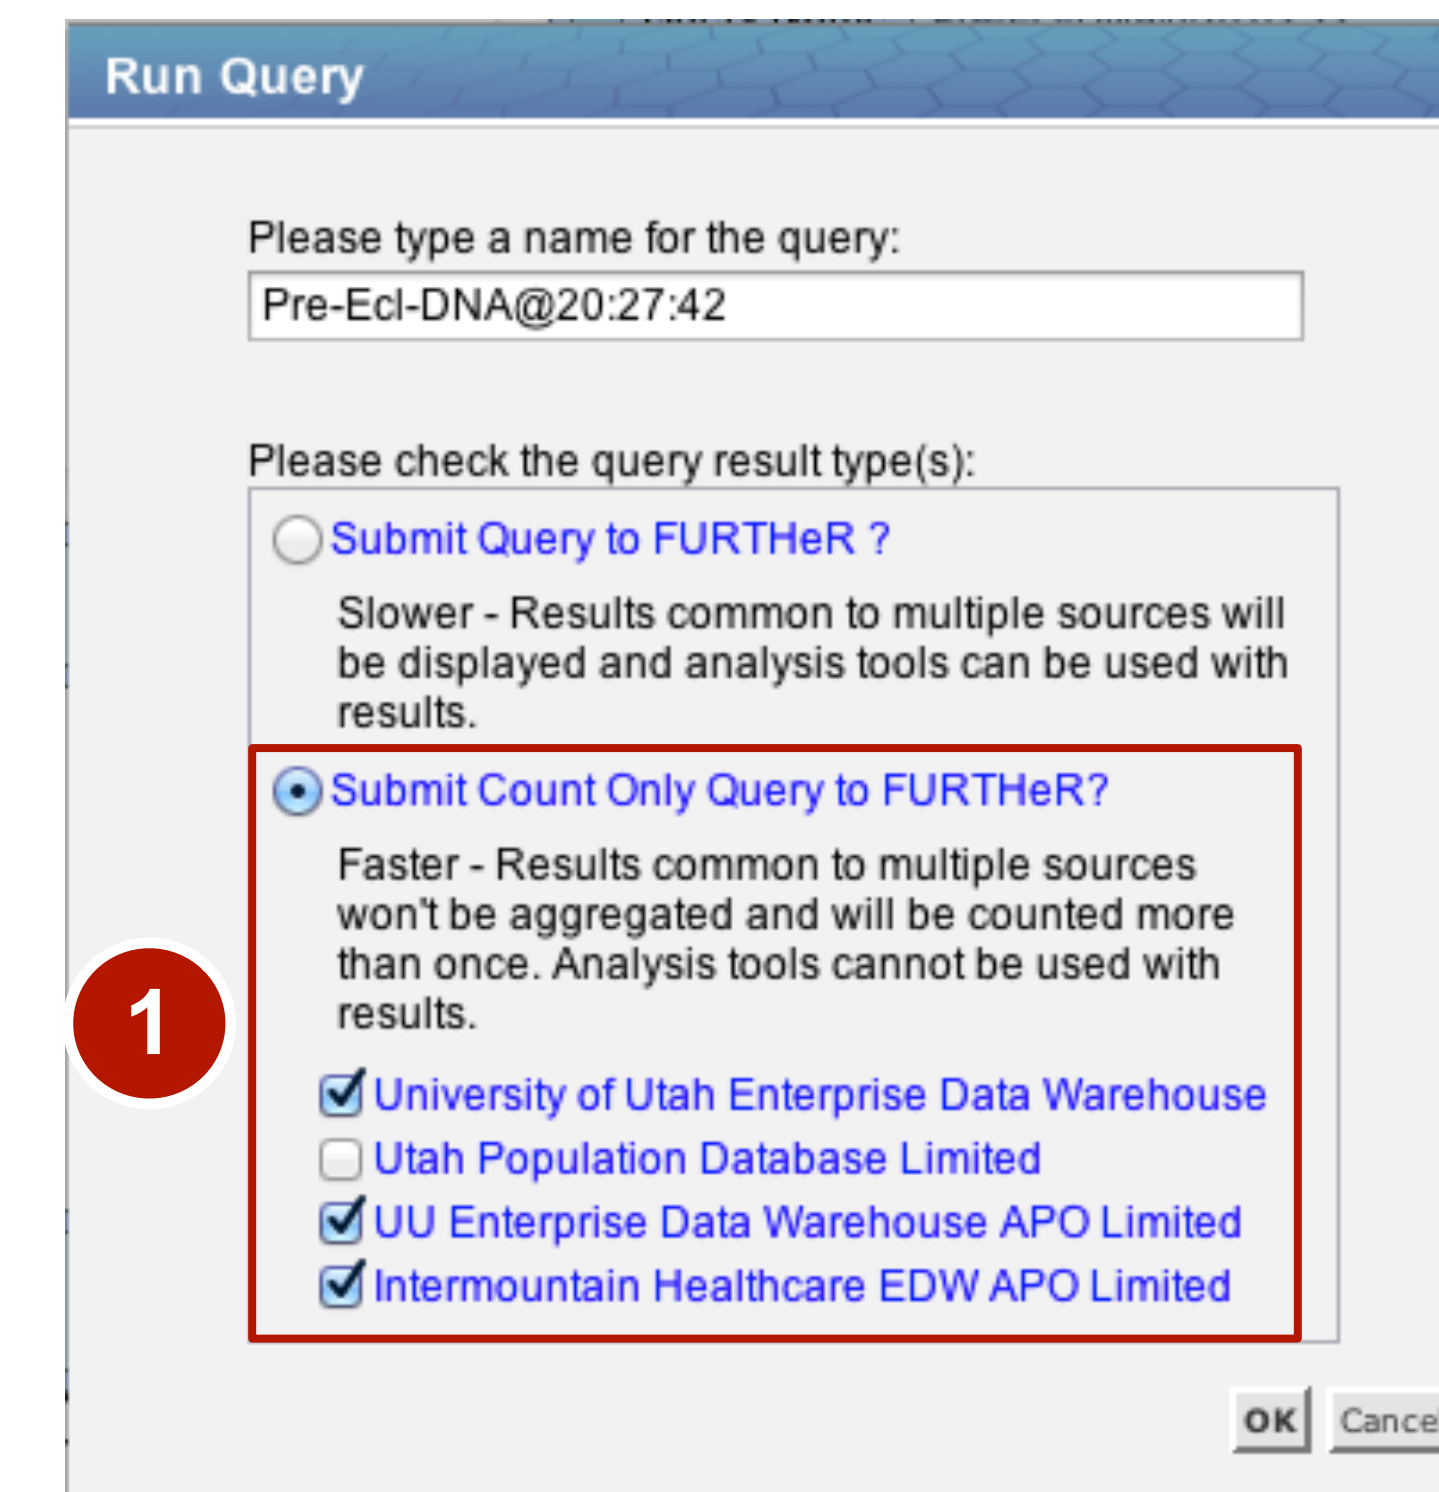 Run Query
Please type a name for the query:
Pre-Ecl-DNA@20:27:42
Please check the query result type(s):
Submit Query to FURTHeR ?
Slower - Results common to multiple sources will
be displayed and analysis tools can be used with
results.
Submit Count Only Query to FURTHeR?
Faster - Results common to multiple sources
won't be aggregated and will be counted more
than once. Analysis tools cannot be used with
results.
1
University of Utah Enterprise Data Warehouse
Utah Population Database Limited
UU Enterprise Data Warehouse APO Limited
Intermountain Healthcare EDW APO Limited
OK Cancel